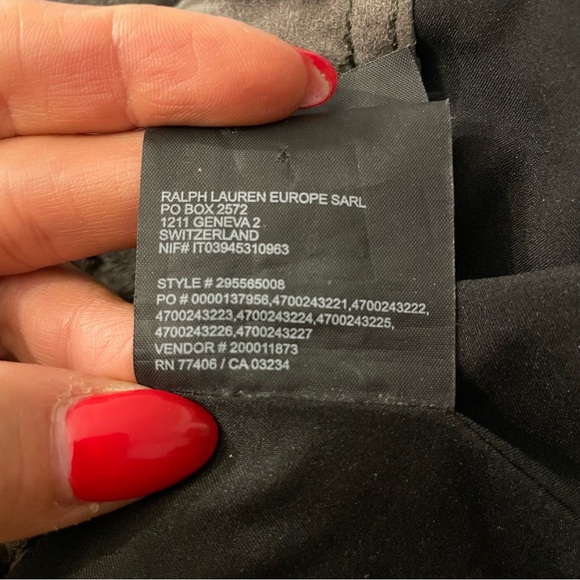 RALPH LAUREN EUROPE SARL
PO BOX 2572
1211 GENEVA 2
SWITZERLAND
NIF# IT03945310963
STYLE # 295565008
PO # 0000137956,4700243221,4700243222,
4700243223,4700243224,4700243225,
4700243226,4700243227
VENDOR # 200011873
RN 77406 / CA 03234